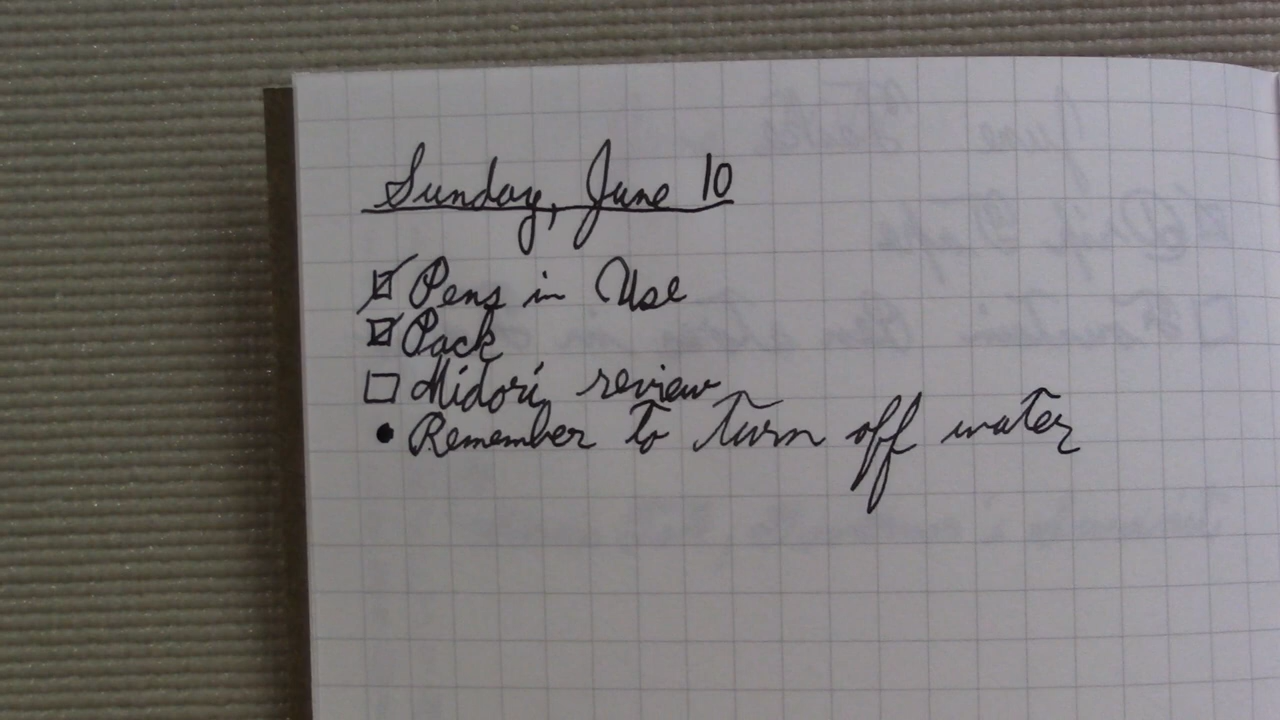 Sunday, June 10
☑ Pens in Use
☑ Pack
☐ Midori review
• Remember to turn off water